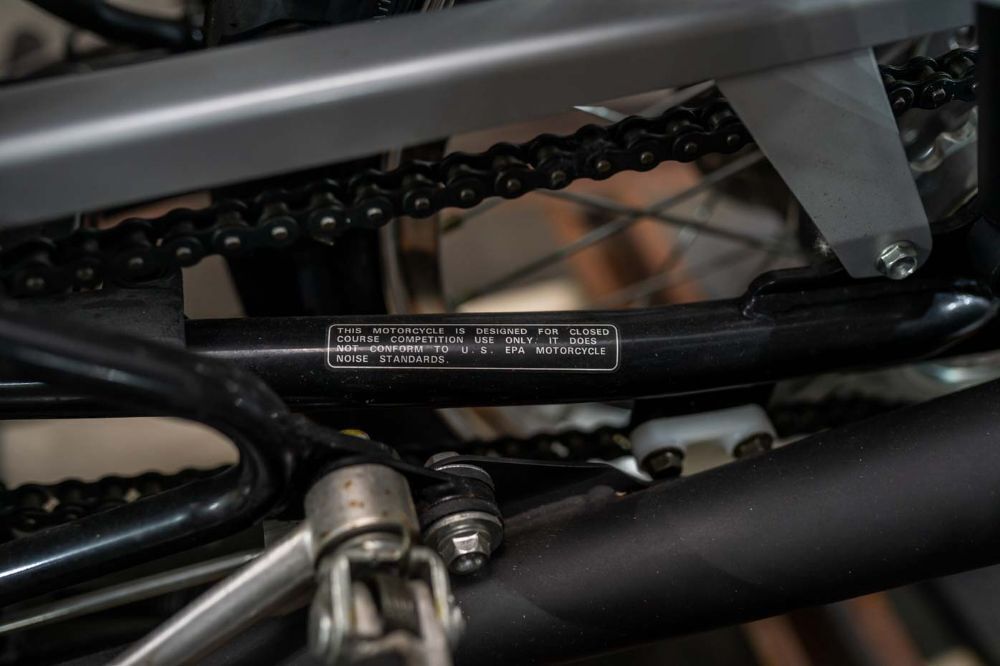 THIS MOTORCYCLE IS DESIGNED FOR CLOSED
COURSE COMPETITION USE ONLY. IT DOES
NOT CONFORM TO U.S. EPA MOTORCYCLE
NOISE STANDARDS.